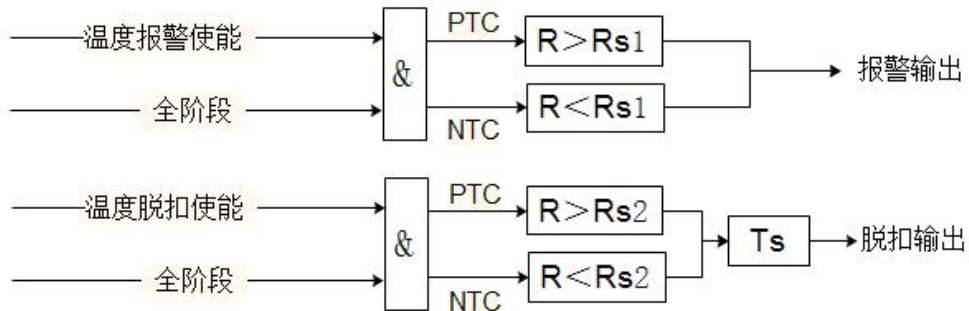 温度报警使能
全阶段
&
PTC
NTC
R＞Rs1
R＜Rs1
报警输出
温度脱扣使能
全阶段
&
PTC
NTC
R＞Rs2
R＜Rs2
Ts
脱扣输出